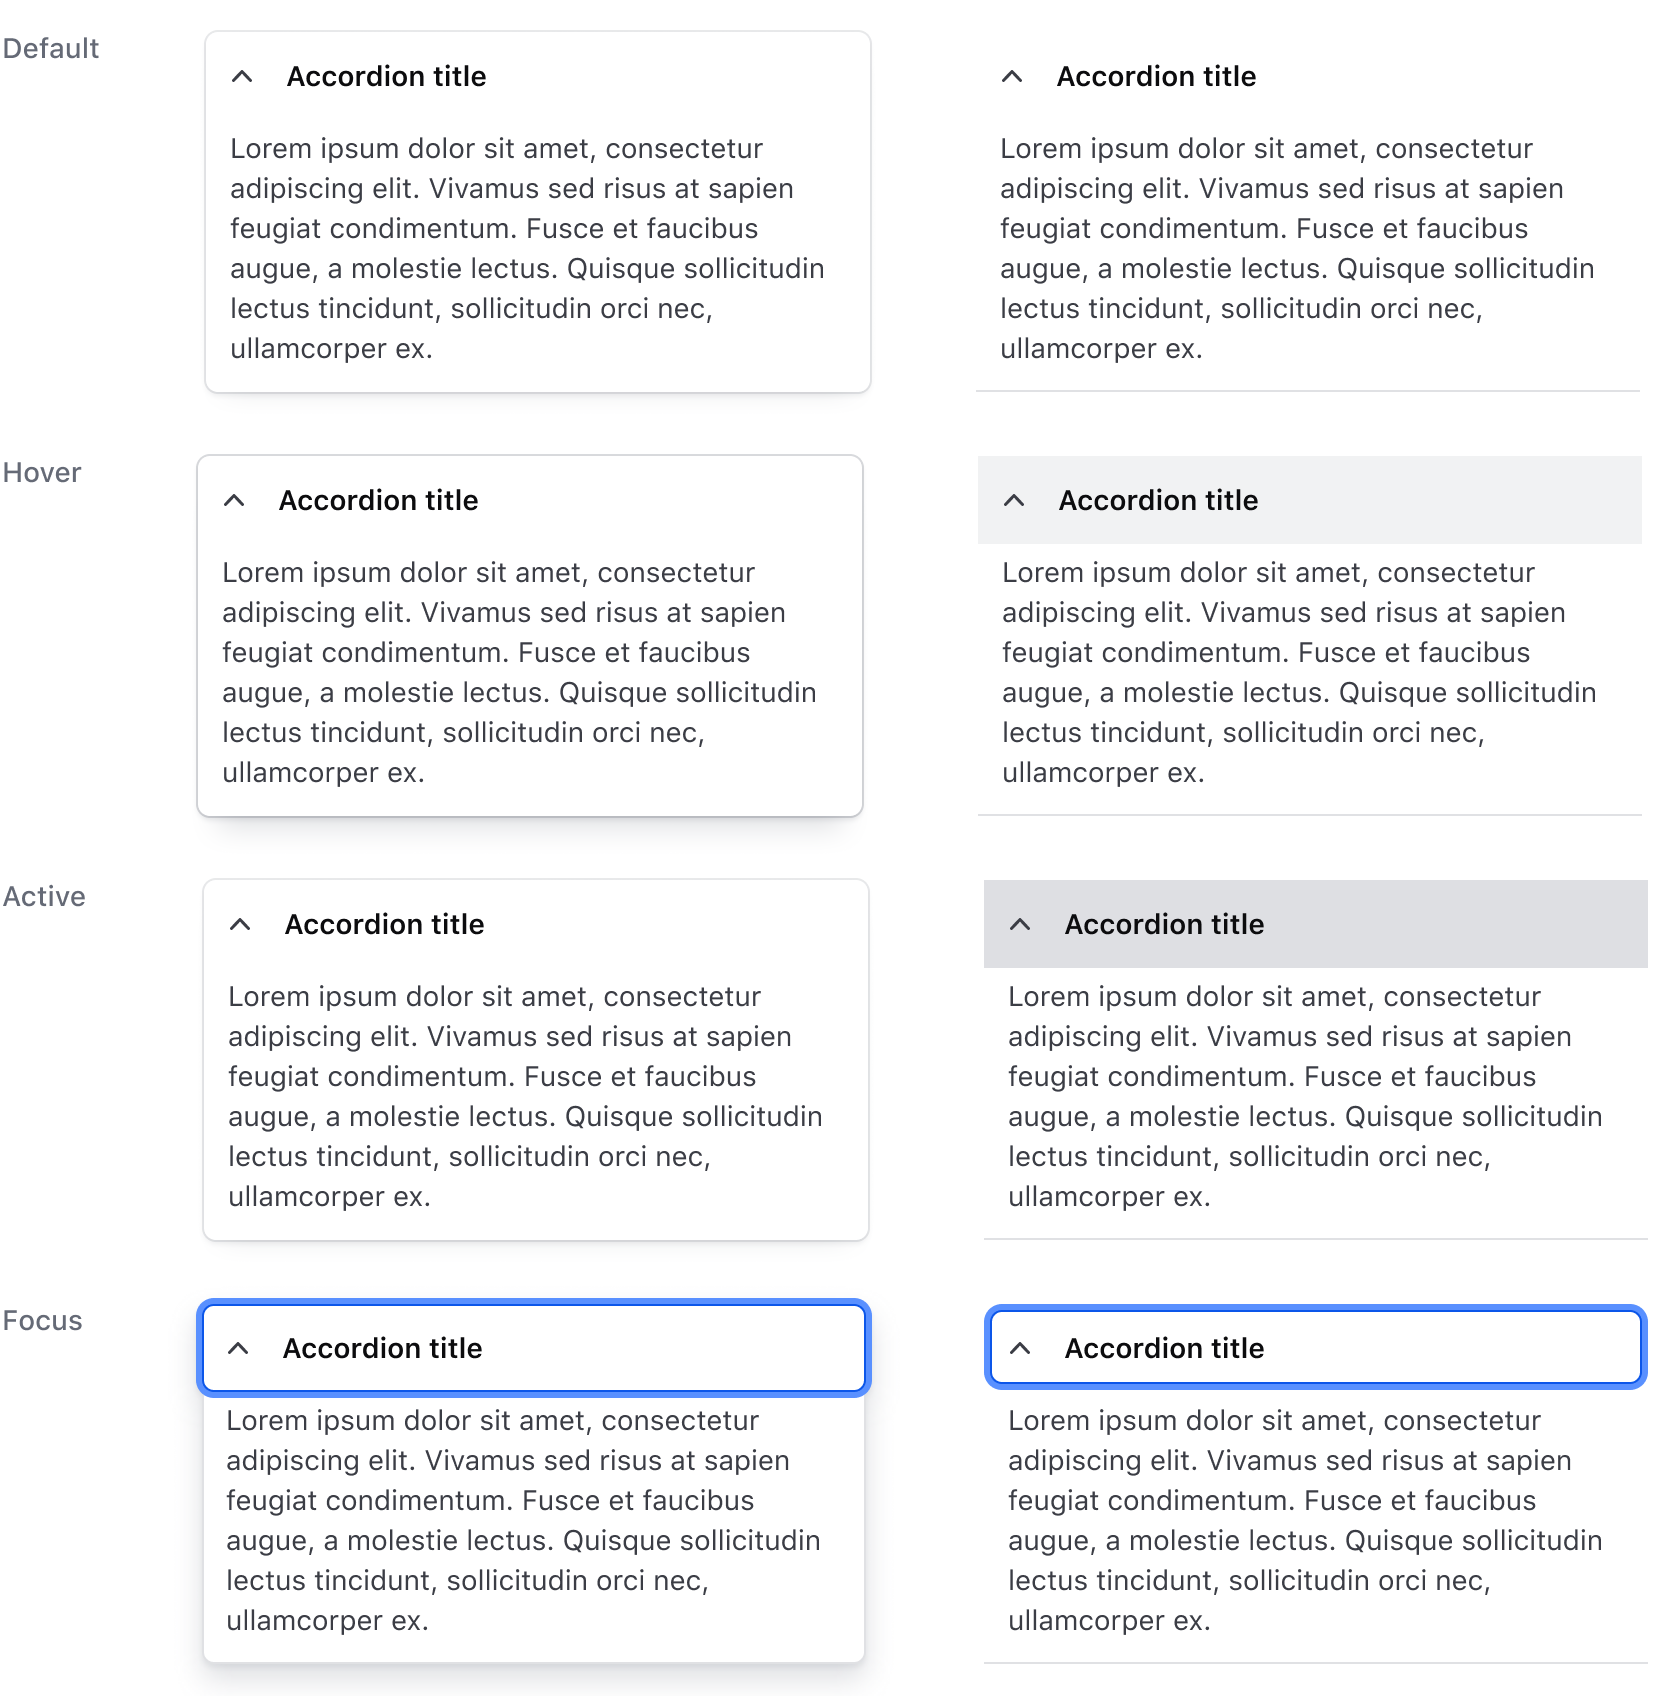 Default
Accordion title
Lorem ipsum dolor sit amet, consectetur
adipiscing elit. Vivamus sed risus at sapien
feugiat condimentum. Fusce et faucibus
augue, a molestie lectus. Quisque sollicitudin
lectus tincidunt, sollicitudin orci nec,
ullamcorper ex.
Accordion title
Lorem ipsum dolor sit amet, consectetur
adipiscing elit. Vivamus sed risus at sapien
feugiat condimentum. Fusce et faucibus
augue, a molestie lectus. Quisque sollicitudin
lectus tincidunt, sollicitudin orci nec,
ullamcorper ex.
Hover
Accordion title
Lorem ipsum dolor sit amet, consectetur
adipiscing elit. Vivamus sed risus at sapien
feugiat condimentum. Fusce et faucibus
augue, a molestie lectus. Quisque sollicitudin
lectus tincidunt, sollicitudin orci nec,
ullamcorper ex.
Accordion title
Lorem ipsum dolor sit amet, consectetur
adipiscing elit. Vivamus sed risus at sapien
feugiat condimentum. Fusce et faucibus
augue, a molestie lectus. Quisque sollicitudin
lectus tincidunt, sollicitudin orci nec,
ullamcorper ex.
Active
Accordion title
Lorem ipsum dolor sit amet, consectetur
adipiscing elit. Vivamus sed risus at sapien
feugiat condimentum. Fusce et faucibus
augue, a molestie lectus. Quisque sollicitudin
lectus tincidunt, sollicitudin orci nec,
ullamcorper ex.
Accordion title
Lorem ipsum dolor sit amet, consectetur
adipiscing elit. Vivamus sed risus at sapien
feugiat condimentum. Fusce et faucibus
augue, a molestie lectus. Quisque sollicitudin
lectus tincidunt, sollicitudin orci nec,
ullamcorper ex.
Focus
Accordion title
Lorem ipsum dolor sit amet, consectetur
adipiscing elit. Vivamus sed risus at sapien
feugiat condimentum. Fusce et faucibus
augue, a molestie lectus. Quisque sollicitudin
lectus tincidunt, sollicitudin orci nec,
ullamcorper ex.
Accordion title
Lorem ipsum dolor sit amet, consectetur
adipiscing elit. Vivamus sed risus at sapien
feugiat condimentum. Fusce et faucibus
augue, a molestie lectus. Quisque sollicitudin
lectus tincidunt, sollicitudin orci nec,
ullamcorper ex.